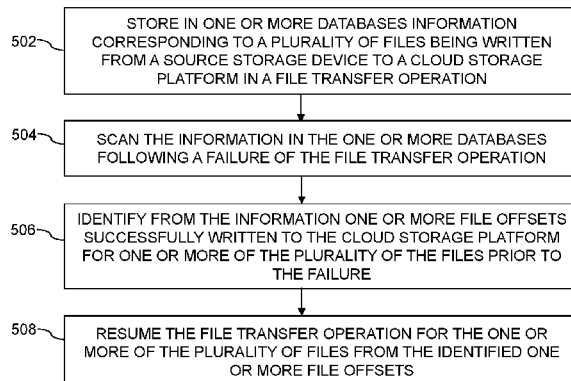 502
STORE IN ONE OR MORE DATABASES INFORMATION
CORRESPONDING TO A PLURALITY OF FILES BEING WRITTEN
FROM A SOURCE STORAGE DEVICE TO A CLOUD STORAGE
PLATFORM IN A FILE TRANSFER OPERATION
504
SCAN THE INFORMATION IN THE ONE OR MORE DATABASES
FOLLOWING A FAILURE OF THE FILE TRANSFER OPERATION
506
IDENTIFY FROM THE INFORMATION ONE OR MORE FILE OFFSETS
SUCCESSFULLY WRITTEN TO THE CLOUD STORAGE PLATFORM
FOR ONE OR MORE OF THE PLURALITY OF THE FILES PRIOR TO
THE FAILURE
508
RESUME THE FILE TRANSFER OPERATION FOR THE ONE OR
MORE OF THE PLURALITY OF FILES FROM THE IDENTIFIED ONE
OR MORE FILE OFFSETS